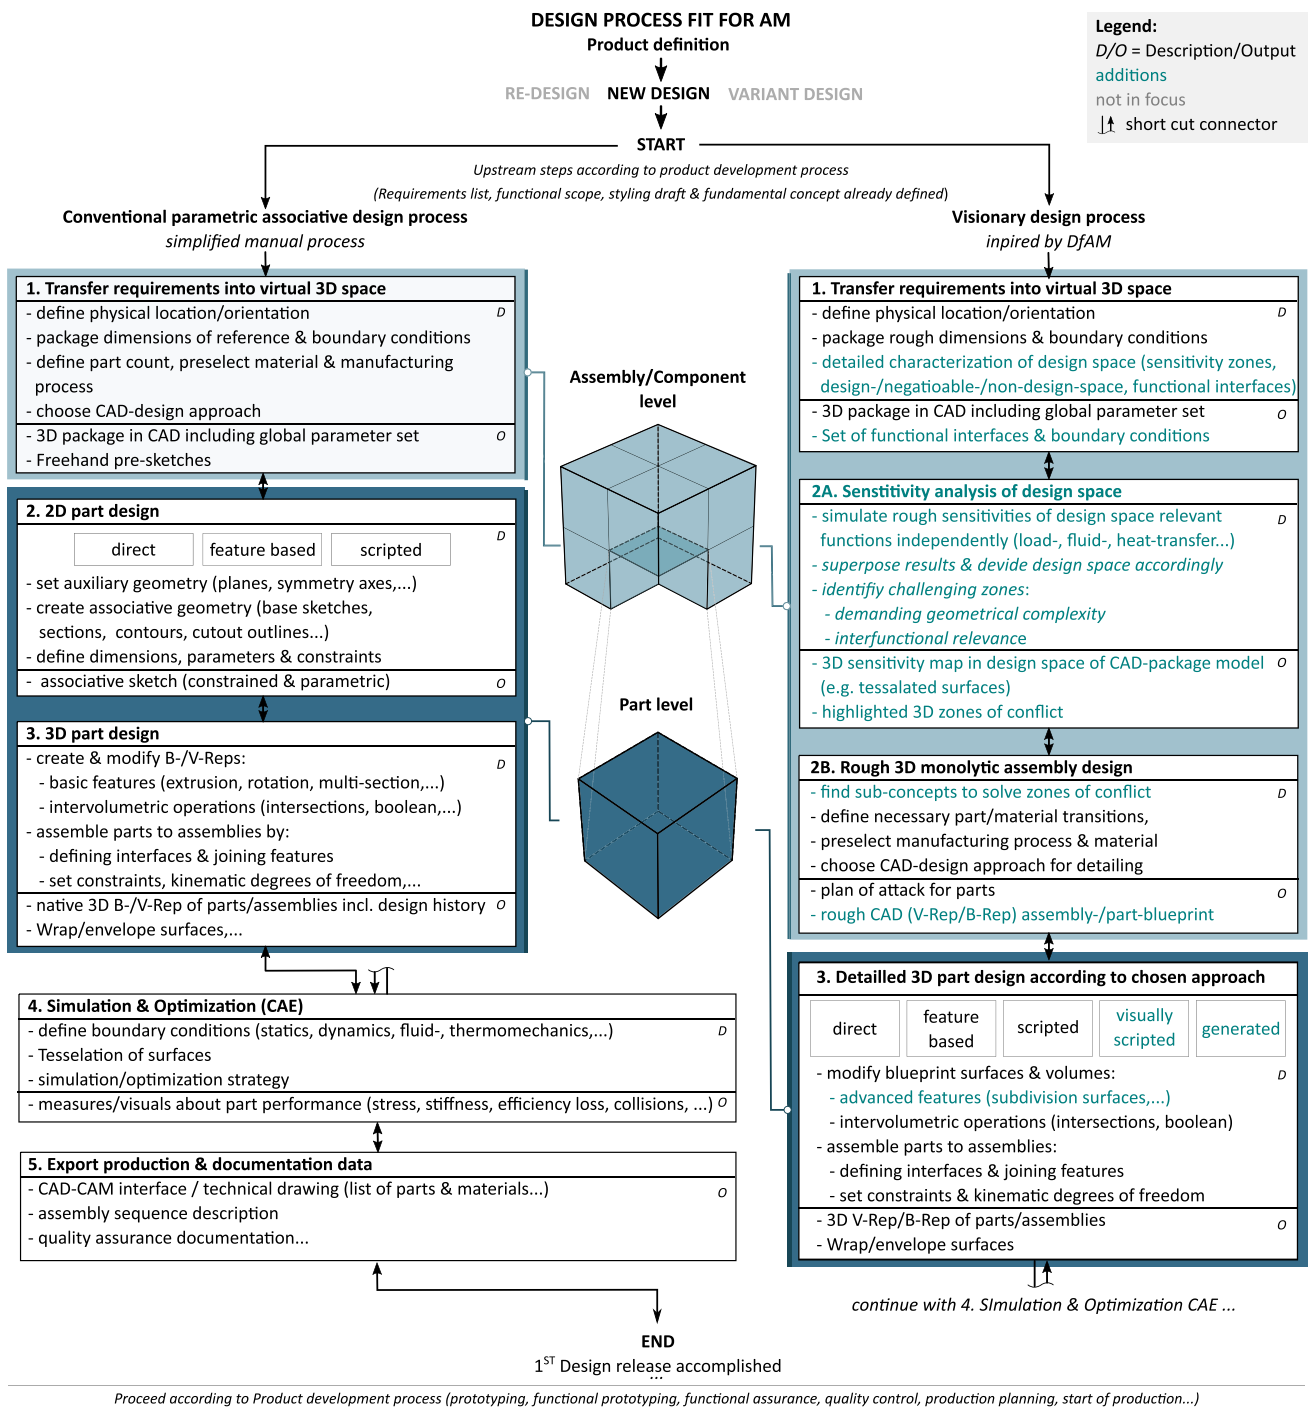 DESIGN PROCESS FIT FOR AM
Product definition
RE-DESIGN NEW DESIGN VARIANT DESIGN
START
Upstream steps according to product development process
(Requirements list, functional scope, styling draft & fundamental concept already defined)
Legend:
D/O = Description/Output
additions
not in focus
short cut connector
Conventional parametric associative design process
simplified manual process
1. Transfer requirements into virtual 3D space
- define physical location/orientation D
- package dimensions of reference & boundary conditions
- define part count, preselect material & manufacturing
process
- choose CAD-design approach
- 3D package in CAD including global parameter set O
- Freehand pre-sketches
2. 2D part design
D
direct feature based scripted
- set auxiliary geometry (planes, symmetry axes,...)
- create associative geometry (base sketches,
sections, contours, cutout outlines...)
- define dimensions, parameters & constraints
- associative sketch (constrained & parametric) O
3. 3D part design
- create & modify B-/V-Reps: D
- basic features (extrusion, rotation, multi-section,...)
- intervolumetric operations (intersections, boolean,...)
- assemble parts to assemblies by:
- defining interfaces & joining features
- set constraints, kinematic degrees of freedom,...
- native 3D B-/V-Rep of parts/assemblies incl. design history O
- Wrap/envelope surfaces,...
4. Simulation & Optimization (CAE)
- define boundary conditions (statics, dynamics, fluid-, thermomechanics,...) D
- Tesselation of surfaces
- simulation/optimization strategy
- measures/visuals about part performance (stress, stiffness, efficiency loss, collisions, ...) O
5. Export production & documentation data
- CAD-CAM interface / technical drawing (list of parts & materials...) O
- assembly sequence description
- quality assurance documentation...
Assembly/Component
level
Part level
Visionary design process
inpired by DfAM
1. Transfer requirements into virtual 3D space
- define physical location/orientation D
- package rough dimensions & boundary conditions
- detailed characterization of design space (sensitivity zones,
design-/negatioable-/non-design-space, functional interfaces)
- 3D package in CAD including global parameter set O
- Set of functional interfaces & boundary conditions
2A. Sensitivity analysis of design space
- simulate rough sensitivities of design space relevant D
functions independently (load-, fluid-, heat-transfer...)
- superpose results & devide design space accordingly
- identifiy challenging zones:
- demanding geometrical complexity
- interfunctional relevance
- 3D sensitivity map in design space of CAD-package model O
(e.g. tessalated surfaces)
- highlighted 3D zones of conflict
2B. Rough 3D monolytic assembly design
- find sub-concepts to solve zones of conflict D
- define necessary part/material transitions,
- preselect manufacturing process & material
- choose CAD-design approach for detailing
- plan of attack for parts O
- rough CAD (V-Rep/B-Rep) assembly-/part-blueprint
3. Detailled 3D part design according to chosen approach
direct
feature
based
scripted
visually
scripted
generated
- modify blueprint surfaces & volumes: D
- advanced features (subdivision surfaces,...)
- intervolumetric operations (intersections, boolean)
- assemble parts to assemblies:
- defining interfaces & joining features
- set constraints & kinematic degrees of freedom
- 3D V-Rep/B-Rep of parts/assemblies O
- Wrap/envelope surfaces
continue with 4. SImulation & Optimization CAE ...
END
1ST Design release accomplished
...
Proceed according to Product development process (prototyping, functional prototyping, functional assurance, quality control, production planning, start of production...)